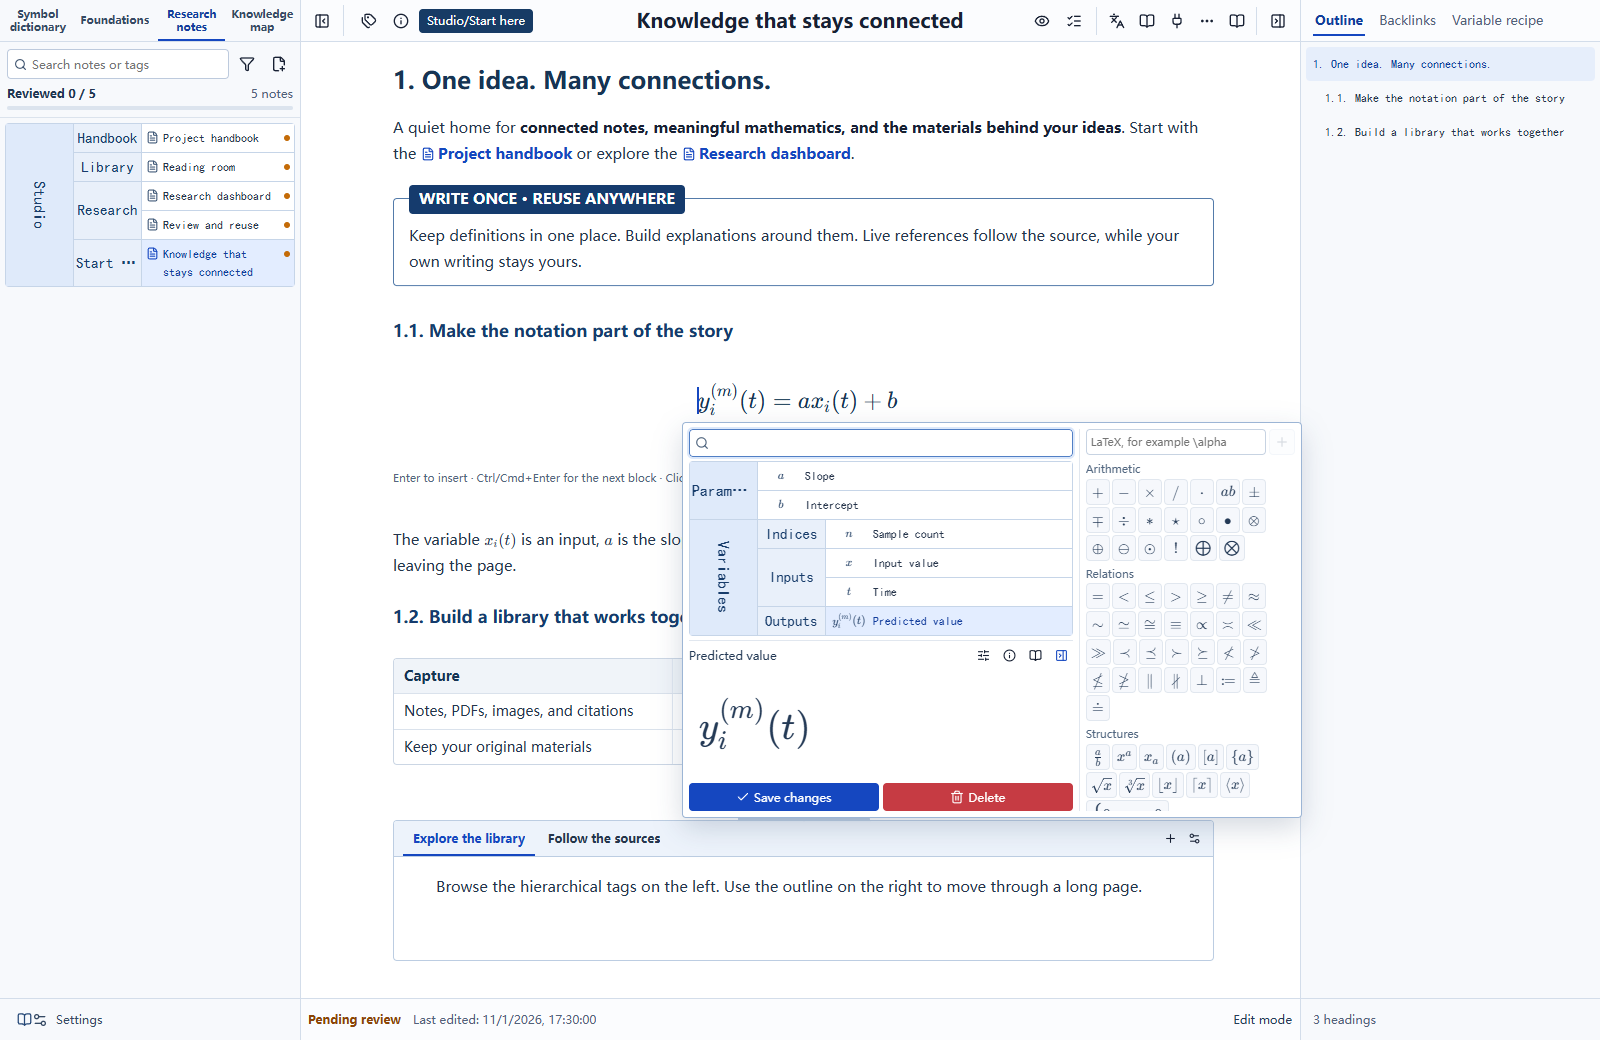 Symbol dictionary
Foundations
Research notes
Knowledge map
Studio/Start here
Knowledge that stays connected
Outline
Backlinks
Variable recipe
Search notes or tags
Reviewed 0 / 5
5 notes
Studio
Handbook
Project handbook
Library
Reading room
Research
Research dashboard
Review and reuse
Start ···
Knowledge that
stays connected
1. One idea. Many connections.
A quiet home for connected notes, meaningful mathematics, and the materials behind your ideas. Start with
the Project handbook or explore the Research dashboard.
WRITE ONCE • REUSE ANYWHERE
Keep definitions in one place. Build explanations around them. Live references follow the source, while your
own writing stays yours.
1.1. Make the notation part of the story
y_i^{(m)}(t) = ax_i(t) + b
Enter to insert · Ctrl/Cmd+Enter for the next block ·
The variable x_i(t) is an input, a is the
leaving the page.
1.2. Build a library that works
Capture
Notes, PDFs, images, and citations
Keep your original materials
Param···
a Slope
b Intercept
Variables
Indices
n Sample count
Inputs
x Input value
t Time
Outputs
y_i^{(m)}(t) Predicted value
Predicted value
y_i^{(m)}(t)
Save changes
Delete
LaTeX, for example \alpha
+
Arithmetic
+ − × / · ab ±
∓ ÷ ∗ ⋆ ○ ● ⊗
⊕ ⊖ ⊙ ! ⨁ ⨂
Relations
= < ≤ > ≥ ≠ ≈
∼ ≃ ≅ ≡ ∝ ≍ ≪
≫ ≺ ⪯ ≻ ⪰ ≮ ≯
≰ ≱ ∥ ∦ ⊥ := ≜
≐
Structures
a/b x^a x_a (a) [a] {a}
√x ∛x ⌊x⌋ ⌈x⌉ ⟨x⟩
Explore the library
Follow the sources
Browse the hierarchical tags on the left. Use the outline on the right to move through a long page.
1. One idea. Many connections.
1.1. Make the notation part of the story
1.2. Build a library that works together
Settings
Pending review
Last edited: 11/1/2026, 17:30:00
Edit mode
3 headings